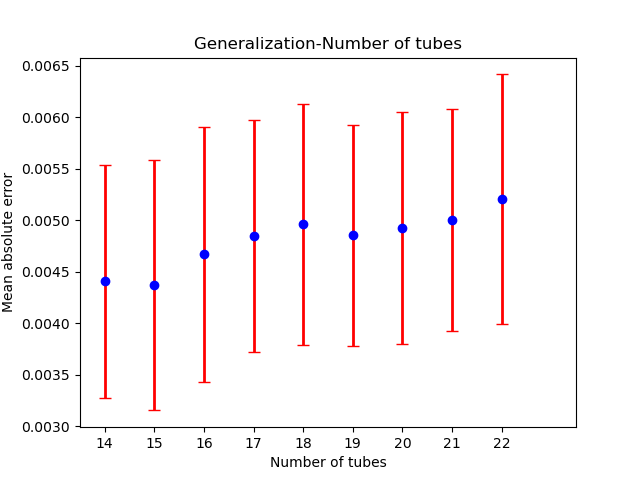 Generalization-Number of tubes
Mean absolute error
0.0065
0.0060
0.0055
0.0050
0.0045
0.0040
0.0035
0.0030
14 15 16 17 18 19 20 21 22
Number of tubes